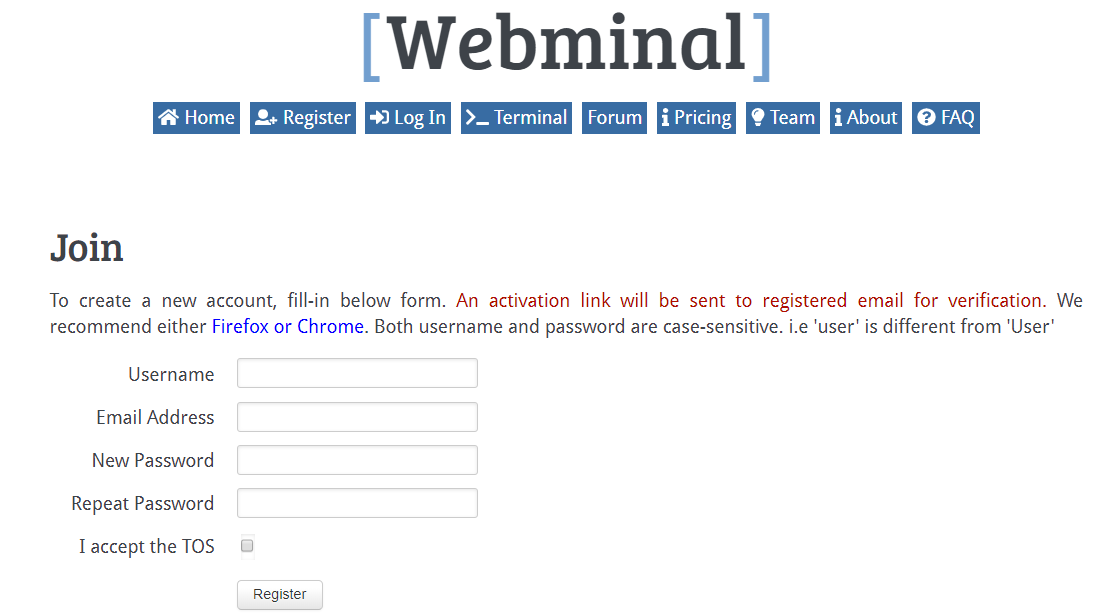 [Webminal]
Home Register Log In Terminal Forum Pricing Team About FAQ
Join
To create a new account, fill-in below form. An activation link will be sent to registered email for verification. We
recommend either Firefox or Chrome. Both username and password are case-sensitive. i.e 'user' is different from 'User'
Username
Email Address
New Password
Repeat Password
I accept the TOS
Register